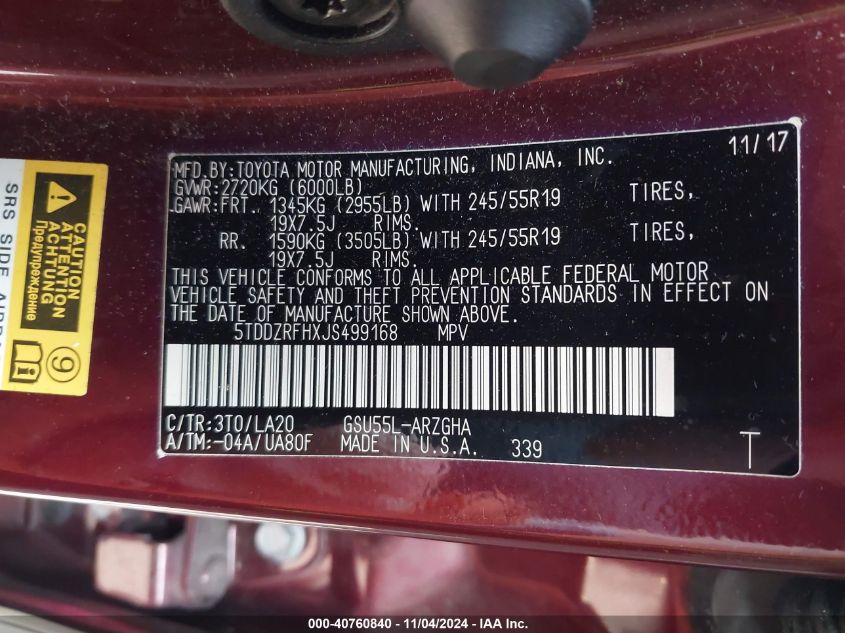 11/17
MFD.BY:TOYOTA MOTOR MANUFACTURING, INDIANA, INC.
GVWR:2720KG (6000LB)
GAWR:FRT. 1345KG (2955LB) WITH 245/55R19 TIRES,
19X7.5J RIMS.
RR. 1590KG (3505LB) WITH 245/55R19 TIRES,
19X7.5J RIMS.
THIS VEHICLE CONFORMS TO ALL APPLICABLE FEDERAL MOTOR
VEHICLE SAFETY AND THEFT PREVENTION STANDARDS IN EFFECT ON
THE DATE OF MANUFACTURE SHOWN ABOVE.
5TDDZRFHXJS499168 MPV
C/TR:3T0/LA20 GSU55L-ARZGHA
A/TM:-04A/UA80F MADE IN U.S.A. 339
T
SRS SIDE
CAUTION
ATTENTION
ACHTUNG
Предупреждение
9
000-40760840 - 11/04/2024 - IAA Inc.